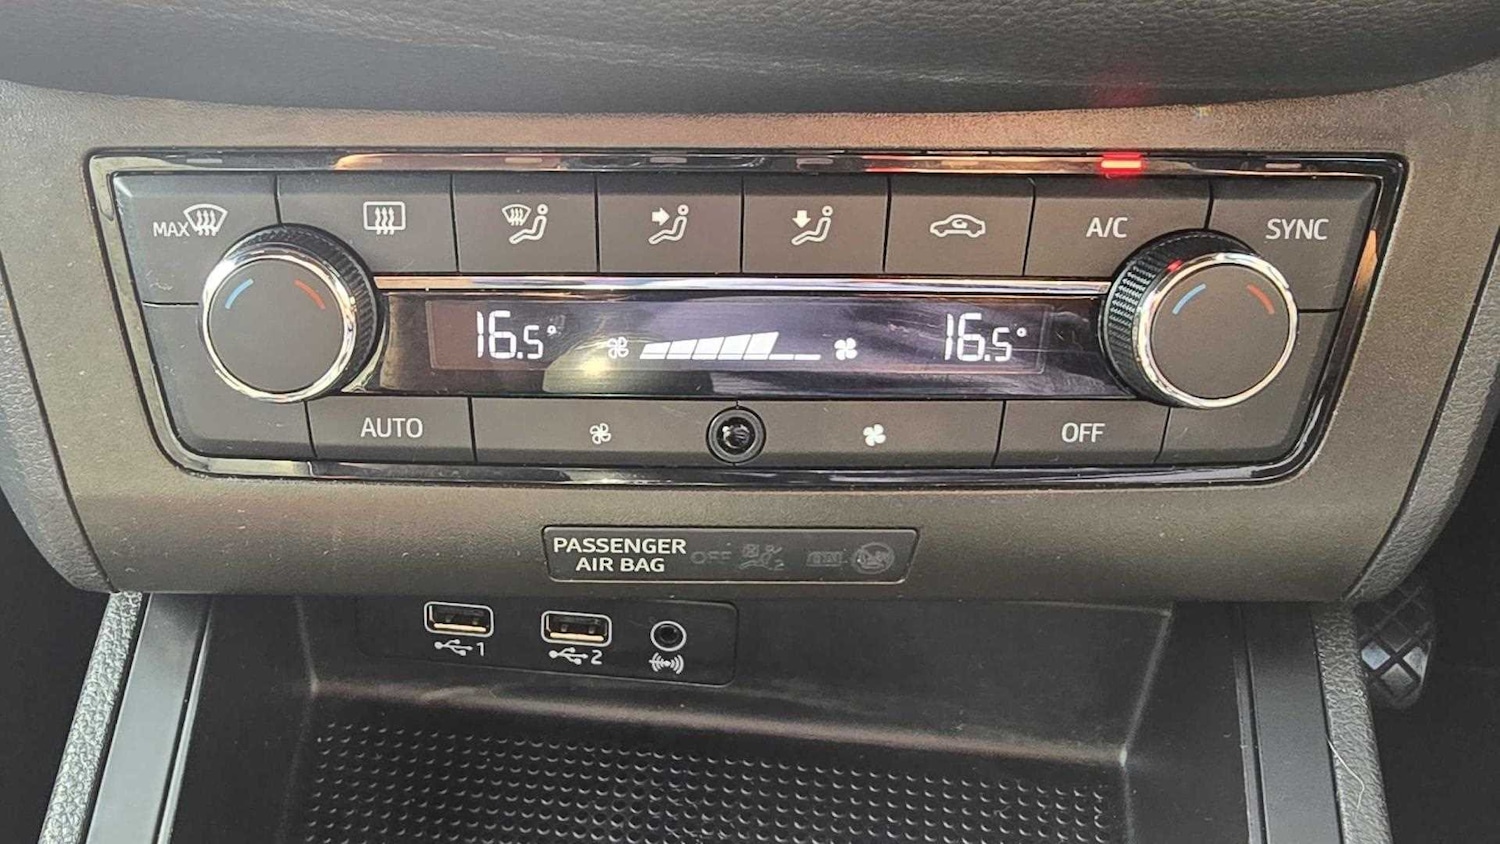 MAX
A/C
SYNC
16.5°
16.5°
AUTO
OFF
PASSENGER
AIR BAG
OFF
1
2